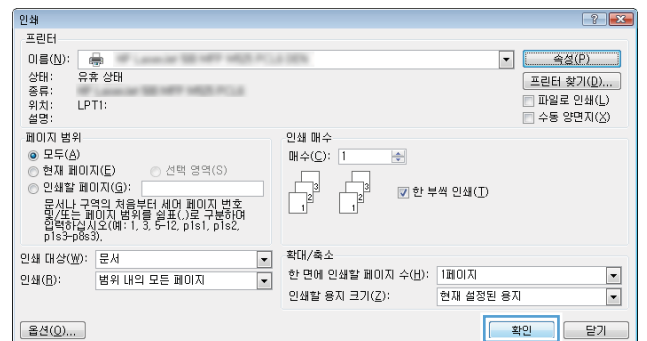 인쇄
프린터
이름(N):
속성(P)
상태: 유휴 상태
프린터 찾기(D)...
종류:
위치: LPT1:
파일로 인쇄(L)
설명:
수동 양면지(X)
페이지 범위
모두(A)
현재 페이지(E) 선택 영역(S)
인쇄할 페이지(G):
문서나 구역의 처음부터 세어 페이지 번호
및/또는 페이지 범위를 쉼표(,)로 구분하여
입력하십시오(예: 1, 3, 5-12, p1s1, p1s2,
p1s3-p8s3).
인쇄 매수
매수(C): 1
3
2
1
3
2
1
한 부씩 인쇄(T)
인쇄 대상(W): 문서
인쇄(R): 범위 내의 모든 페이지
확대/축소
한 면에 인쇄할 페이지 수(H): 1페이지
인쇄할 용지 크기(Z): 현재 설정된 용지
옵션(O)...
확인
닫기